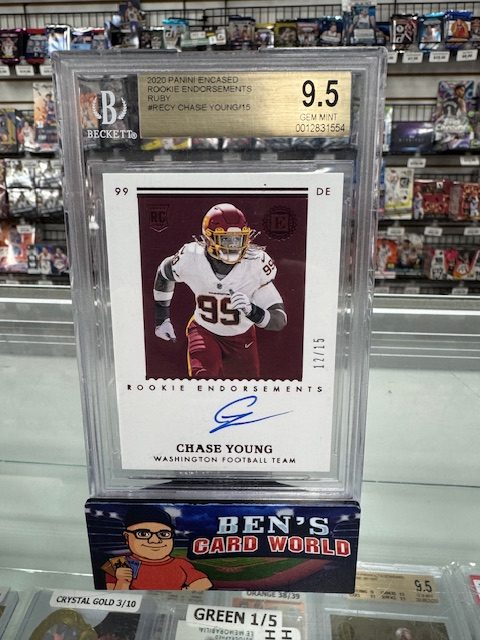 2020 PANINI ENCASED
ROOKIE ENDORSEMENTS
RUBY
#RECY CHASE YOUNG/15
B
BECKETT®
9.5
GEM MINT
0012831554
99 DE
RC
E
99
12/15
ROOKIE ENDORSEMENTS
CHASE YOUNG
WASHINGTON FOOTBALL TEAM
BEN'S
CARD WORLD
CRYSTAL GOLD 3/10
ORANGE 38/39
GREEN 1/5
9.5